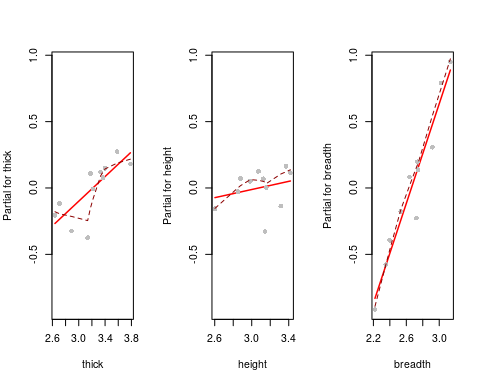 Partial for thick
1.0
0.5
0.0
-0.5
2.6 3.0 3.4 3.8
thick
Partial for height
1.0
0.5
0.0
-0.5
2.6 3.0 3.4
height
Partial for breadth
1.0
0.5
0.0
-0.5
2.2 2.6 3.0
breadth